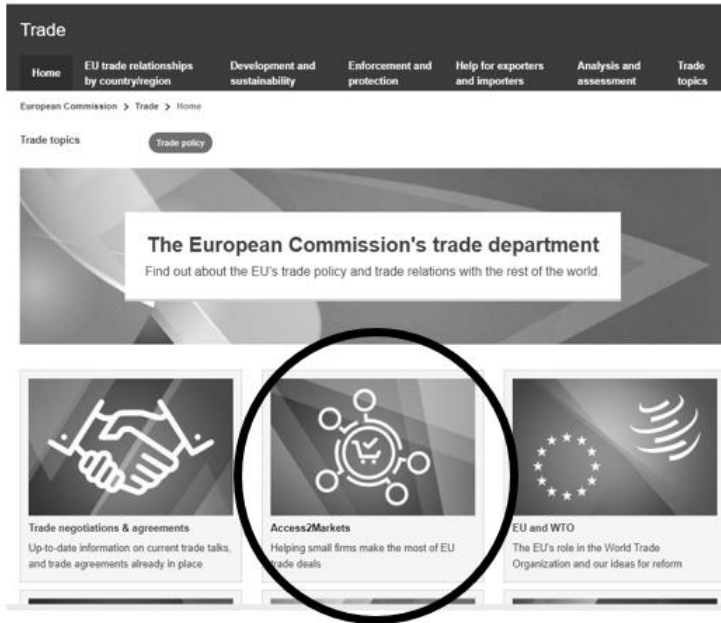 Trade
Home
EU trade relationships
by country/region
Development and
sustainability
Enforcement and
protection
Help for exporters
and importers
Analysis and
assessment
Trade
topics
European Commission > Trade > Home
Trade topics
Trade policy
The European Commission's trade department
Find out about the EU's trade policy and trade relations with the rest of the world.
Trade negotiations & agreements
Up-to-date information on current trade talks,
and trade agreements already in place
Access2Markets
Helping small firms make the most of EU
trade deals
EU and WTO
The EU's role in the World Trade
Organization and our ideas for reform